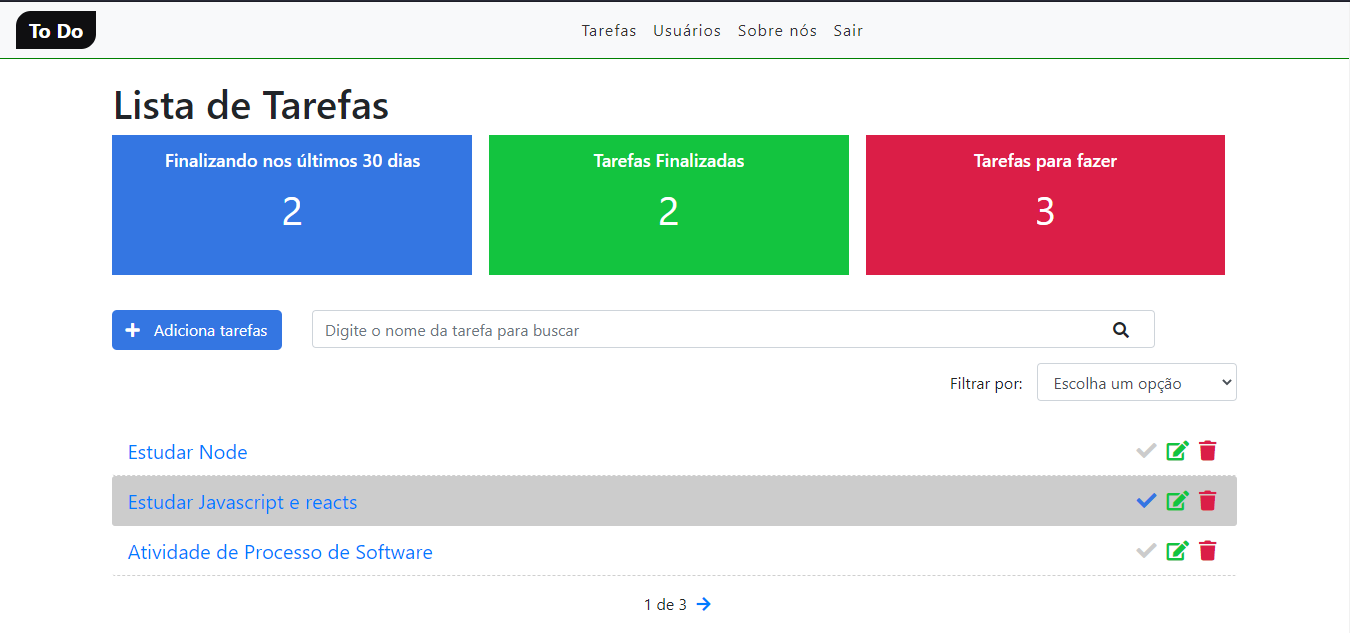 To Do
Tarefas Usuários Sobre nós Sair
Lista de Tarefas
Finalizando nos últimos 30 dias
2
Tarefas Finalizadas
2
Tarefas para fazer
3
Adiciona tarefas
Digite o nome da tarefa para buscar
Filtrar por: Escolha um opção
Estudar Node
Estudar Javascript e reacts
Atividade de Processo de Software
1 de 3